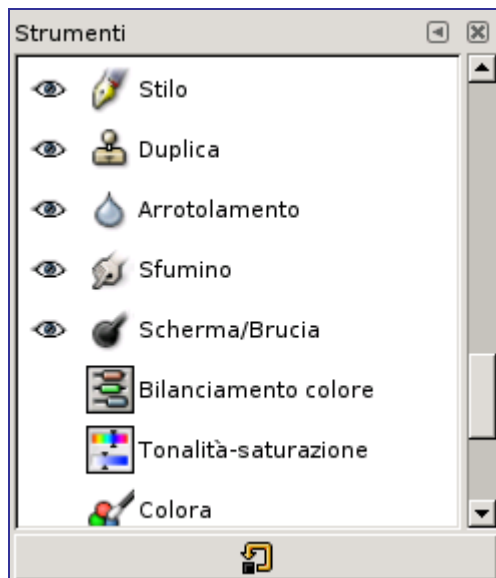 Strumenti
Stilo
Duplica
Arrotolamento
Sfumino
Scherma/Brucia
Bilanciamento colore
Tonalità-saturazione
Colora